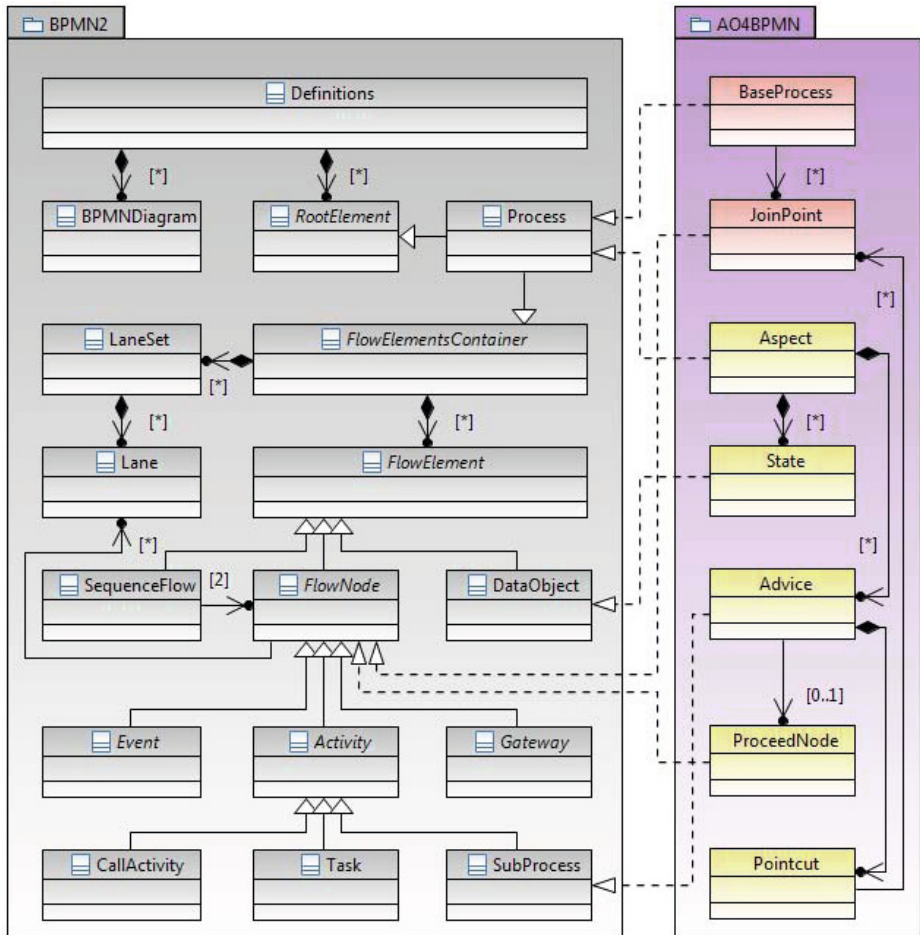 BPMN2
AO4BPMN
Definitions
BaseProcess
[*]
[*]
[*]
BPMNDiagram
RootElement
Process
JoinPoint
[*]
LaneSet
FlowElementsContainer
Aspect
[*]
[*]
[*]
[*]
Lane
FlowElement
State
[*]
[*]
SequenceFlow
[2]
FlowNode
DataObject
Advice
[0..1]
Event
Activity
Gateway
ProceedNode
CallActivity
Task
SubProcess
Pointcut